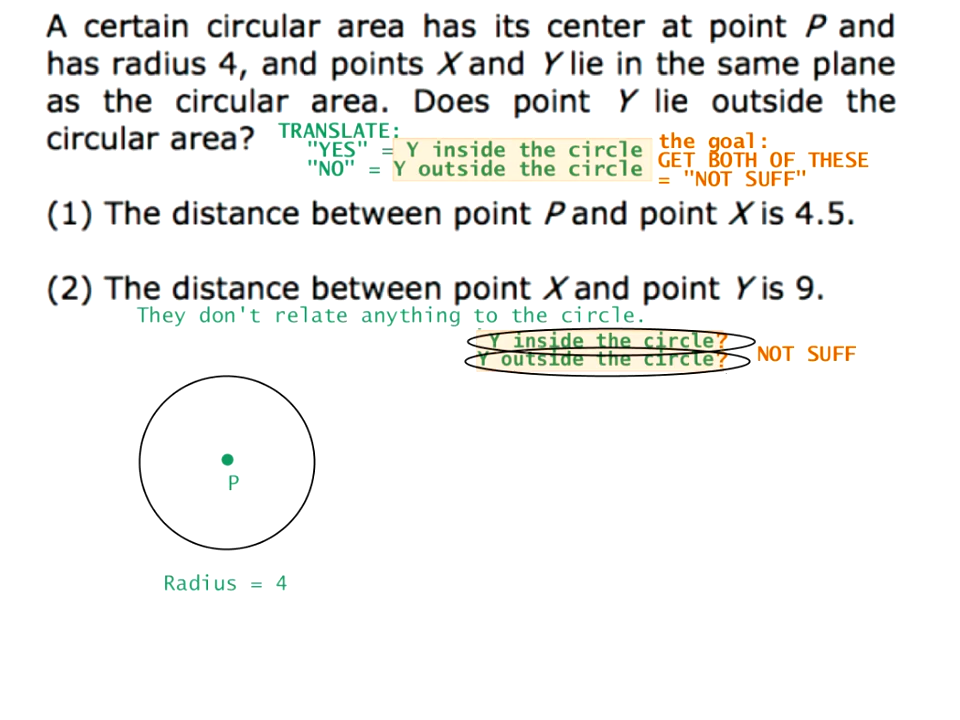 A certain circular area has its center at point P and
has radius 4, and points X and Y lie in the same plane
as the circular area. Does point Y lie outside the
circular area?
TRANSLATE:
"YES" = Y inside the circle
"NO" = Y outside the circle
the goal:
GET BOTH OF THESE
= "NOT SUFF"
(1) The distance between point P and point X is 4.5.
(2) The distance between point X and point Y is 9.
They don't relate anything to the circle.
Y inside the circle?
Y outside the circle?
NOT SUFF
P
Radius = 4